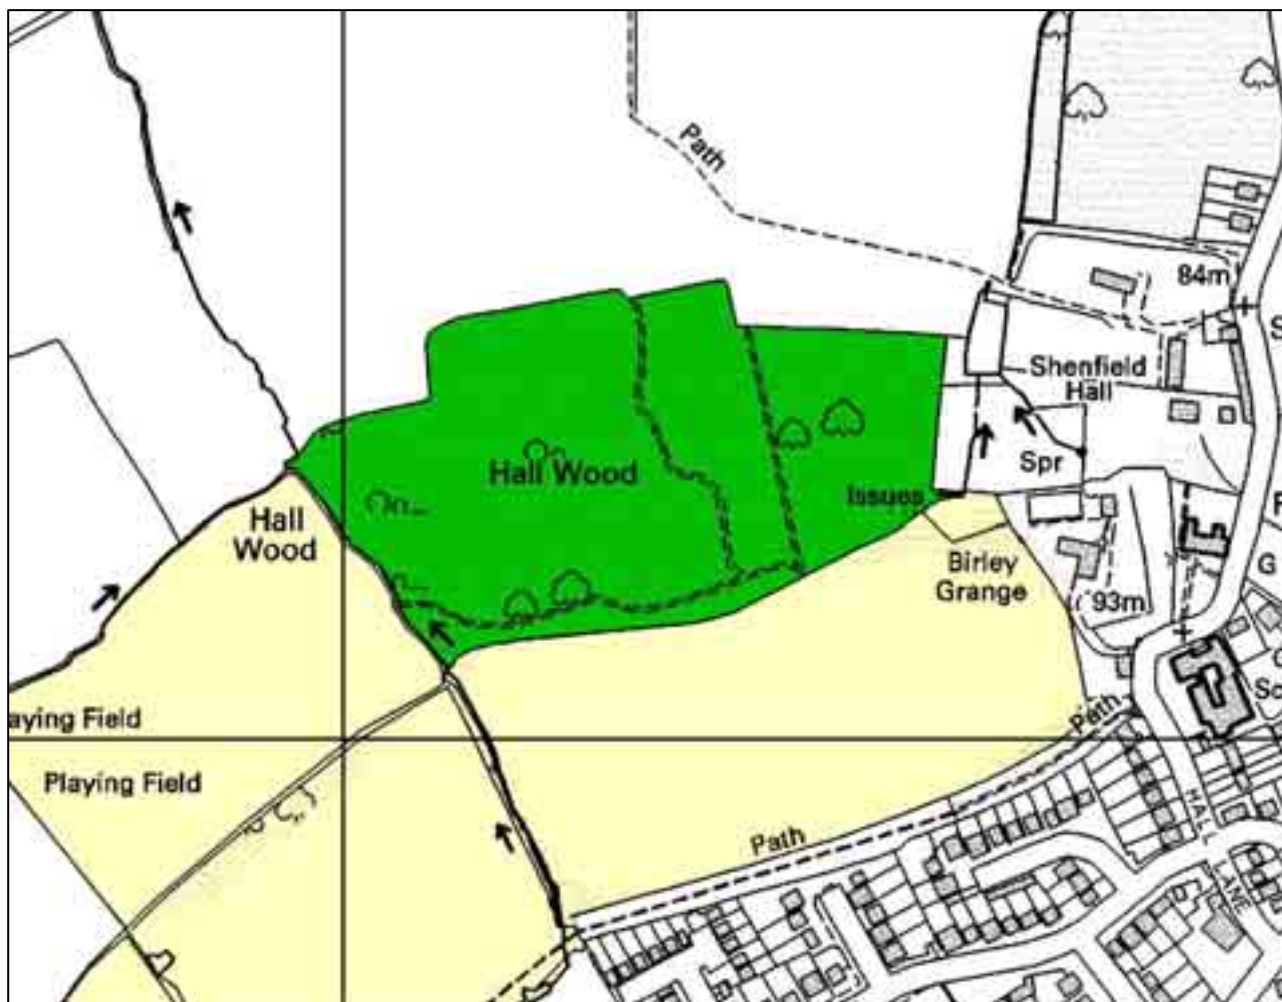 Path
84m
S
Shenfield
Hall
Hall Wood
Spr
Issues
Hall
Wood
Birley
Grange
G
93m
aying Field
Playing Field
Path
Path
HALL
LANE